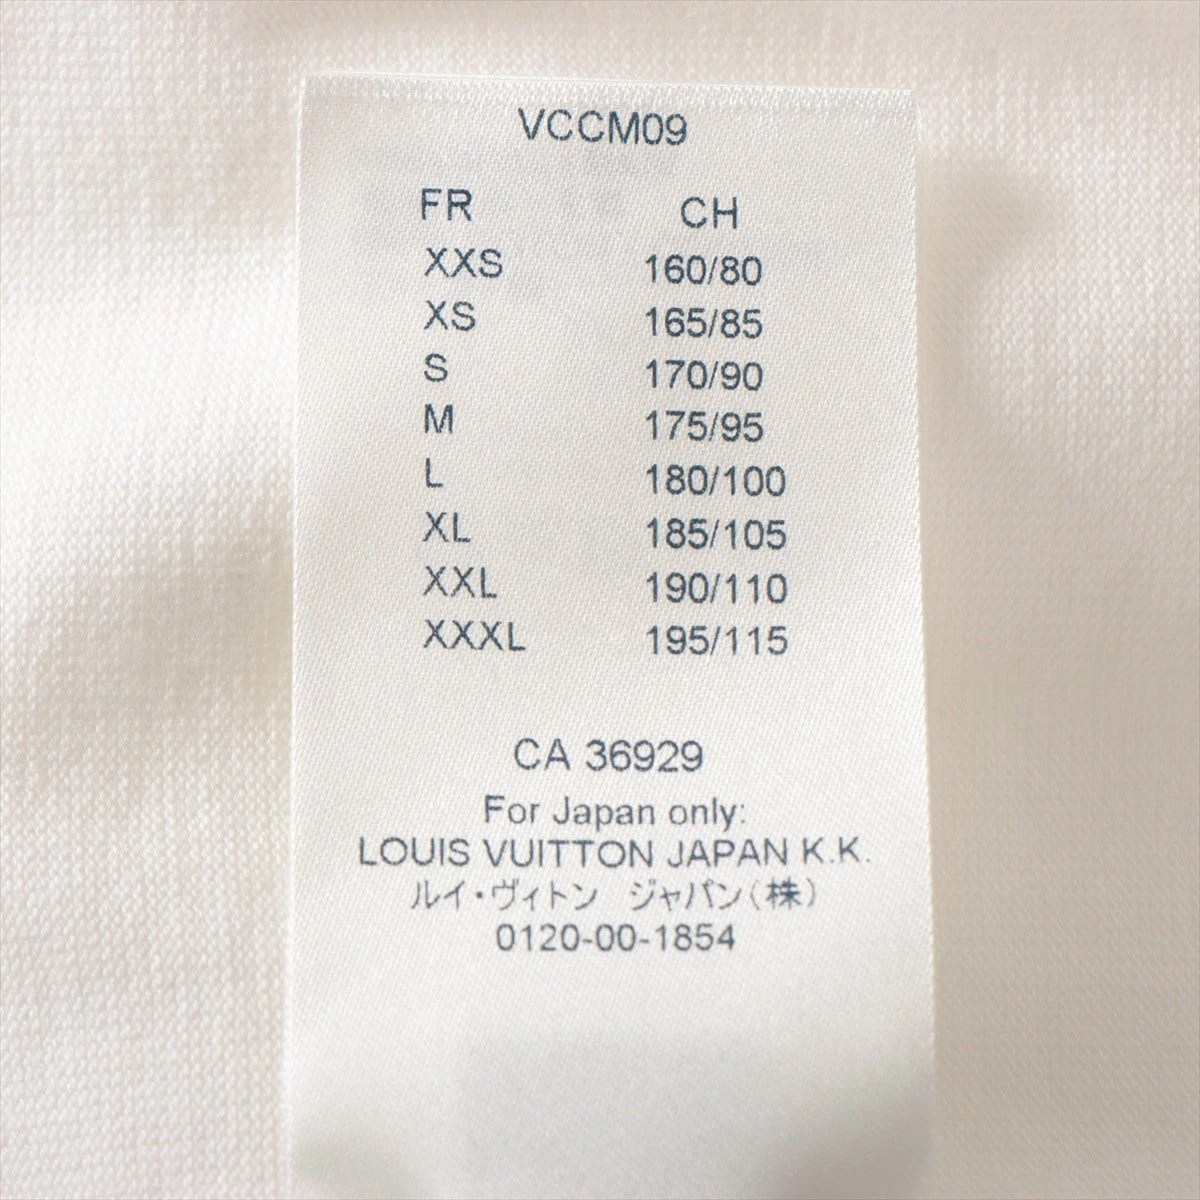 VCCM09
FR CH
XXS 160/80
XS 165/85
S 170/90
M 175/95
L 180/100
XL 185/105
XXL 190/110
XXXL 195/115
CA 36929
For Japan only:
LOUIS VUITTON JAPAN K.K.
ルイ・ヴィトン ジャパン(株)
0120-00-1854